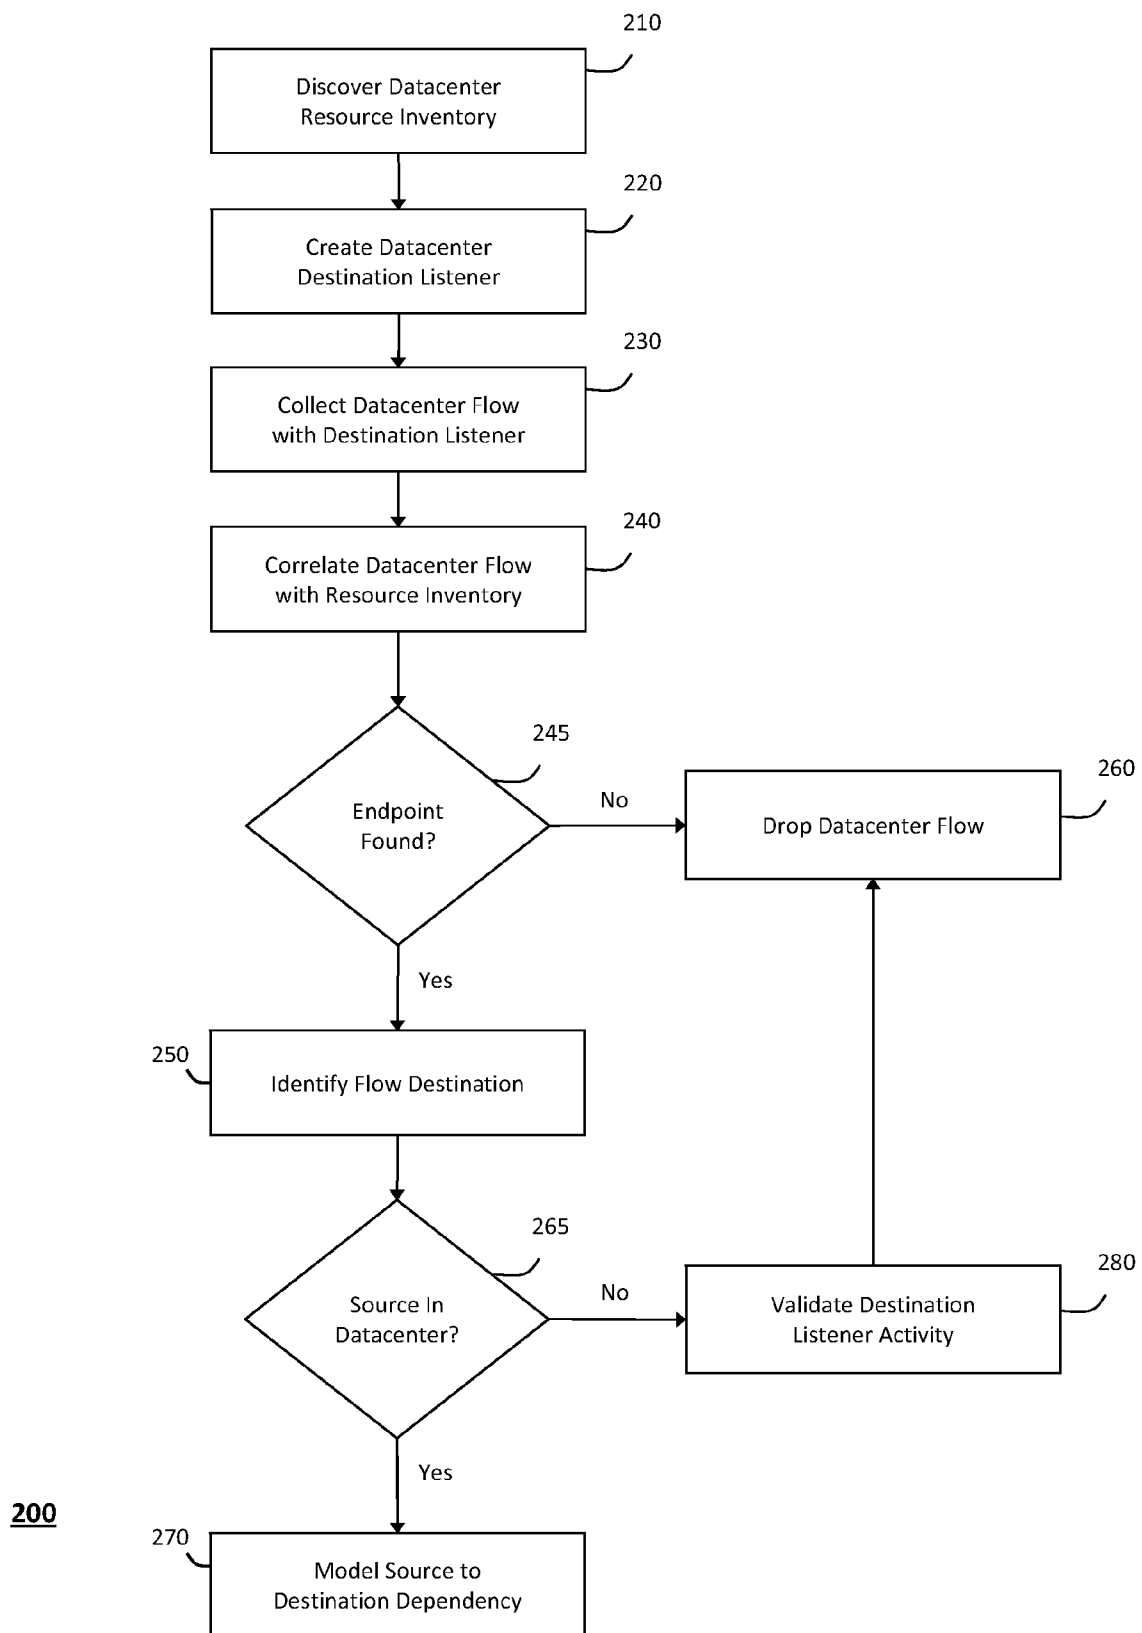 210
Discover Datacenter
Resource Inventory
220
Create Datacenter
Destination Listener
230
Collect Datacenter Flow
with Destination Listener
240
Correlate Datacenter Flow
with Resource Inventory
245
Endpoint
Found?
No
260
Drop Datacenter Flow
Yes
250
Identify Flow Destination
265
Source In
Datacenter?
No
280
Validate Destination
Listener Activity
Yes
200
270
Model Source to
Destination Dependency